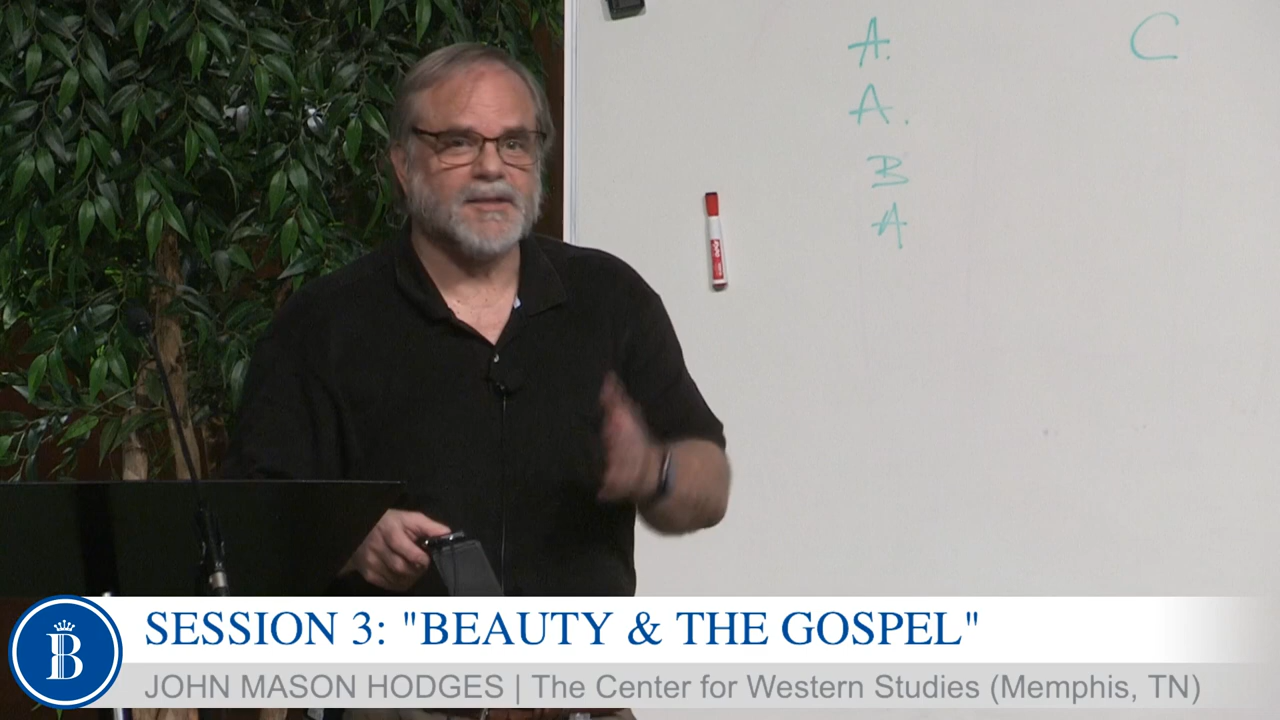 A. C
A.
B
A
SESSION 3: "BEAUTY & THE GOSPEL"
B
JOHN MASON HODGES | The Center for Western Studies (Memphis, TN)